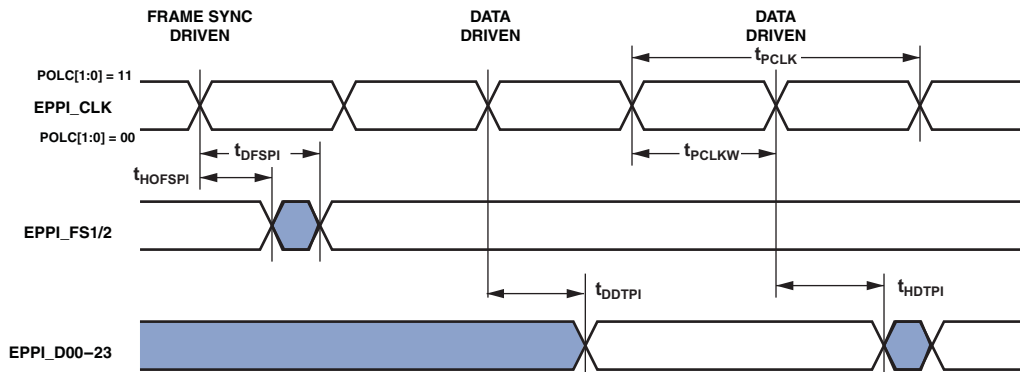 FRAME SYNC
DRIVEN
DATA
DRIVEN
DATA
DRIVEN
tPCLK
POLC[1:0] = 11
EPPI_CLK
POLC[1:0] = 00
tDFSPI
tPCLKW
tHOFSPI
EPPI_FS1/2
tDDTPI
tHDTPI
EPPI_D00–23